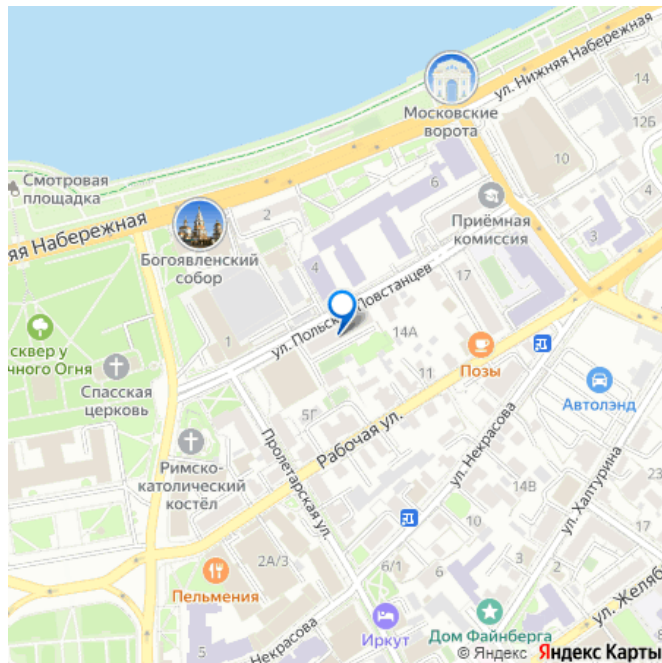 ул. Нижняя Набережная
14
12Б
Московские
ворота
10
6
Смотровая
площадка
Приёмная
комиссия
2
яя Набережная
Богоявленский
собор
4
17
ул. Польских Повстанцев
14А
сквер у
чного Огня
1
Позы
Спасская
церковь
11
Автолэнд
5Г
Рабочая ул.
Римско-
католический
костёл
Пролетарская ул.
ул. Некрасова
14В
ул. Халтурина
10
2А/3
Пельмения
6
3
2
3
6/1
ул. Желяб
Иркут
Дом Файнберга
5
Некрасова
8
© Яндекс Яндекс Карты